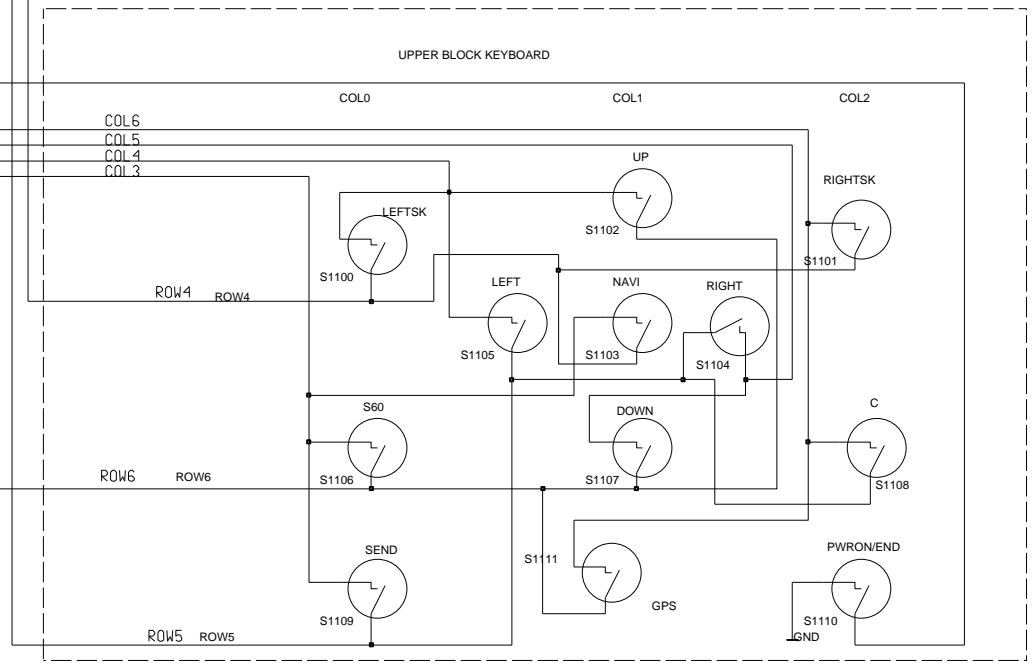 UPPER BLOCK KEYBOARD
COL0 COL1 COL2
COL6
COL5
COL4
COL3
UP
RIGHTSK
LEFTSK
S1102
S1101
S1100
LEFT NAVI RIGHT
ROW4 ROW4
S1105 S1103 S1104
S60 DOWN C
ROW6 ROW6
S1106 S1107 S1108
SEND S1111 PWRON/END
GPS
S1109 S1110
ROW5 ROW5 GND